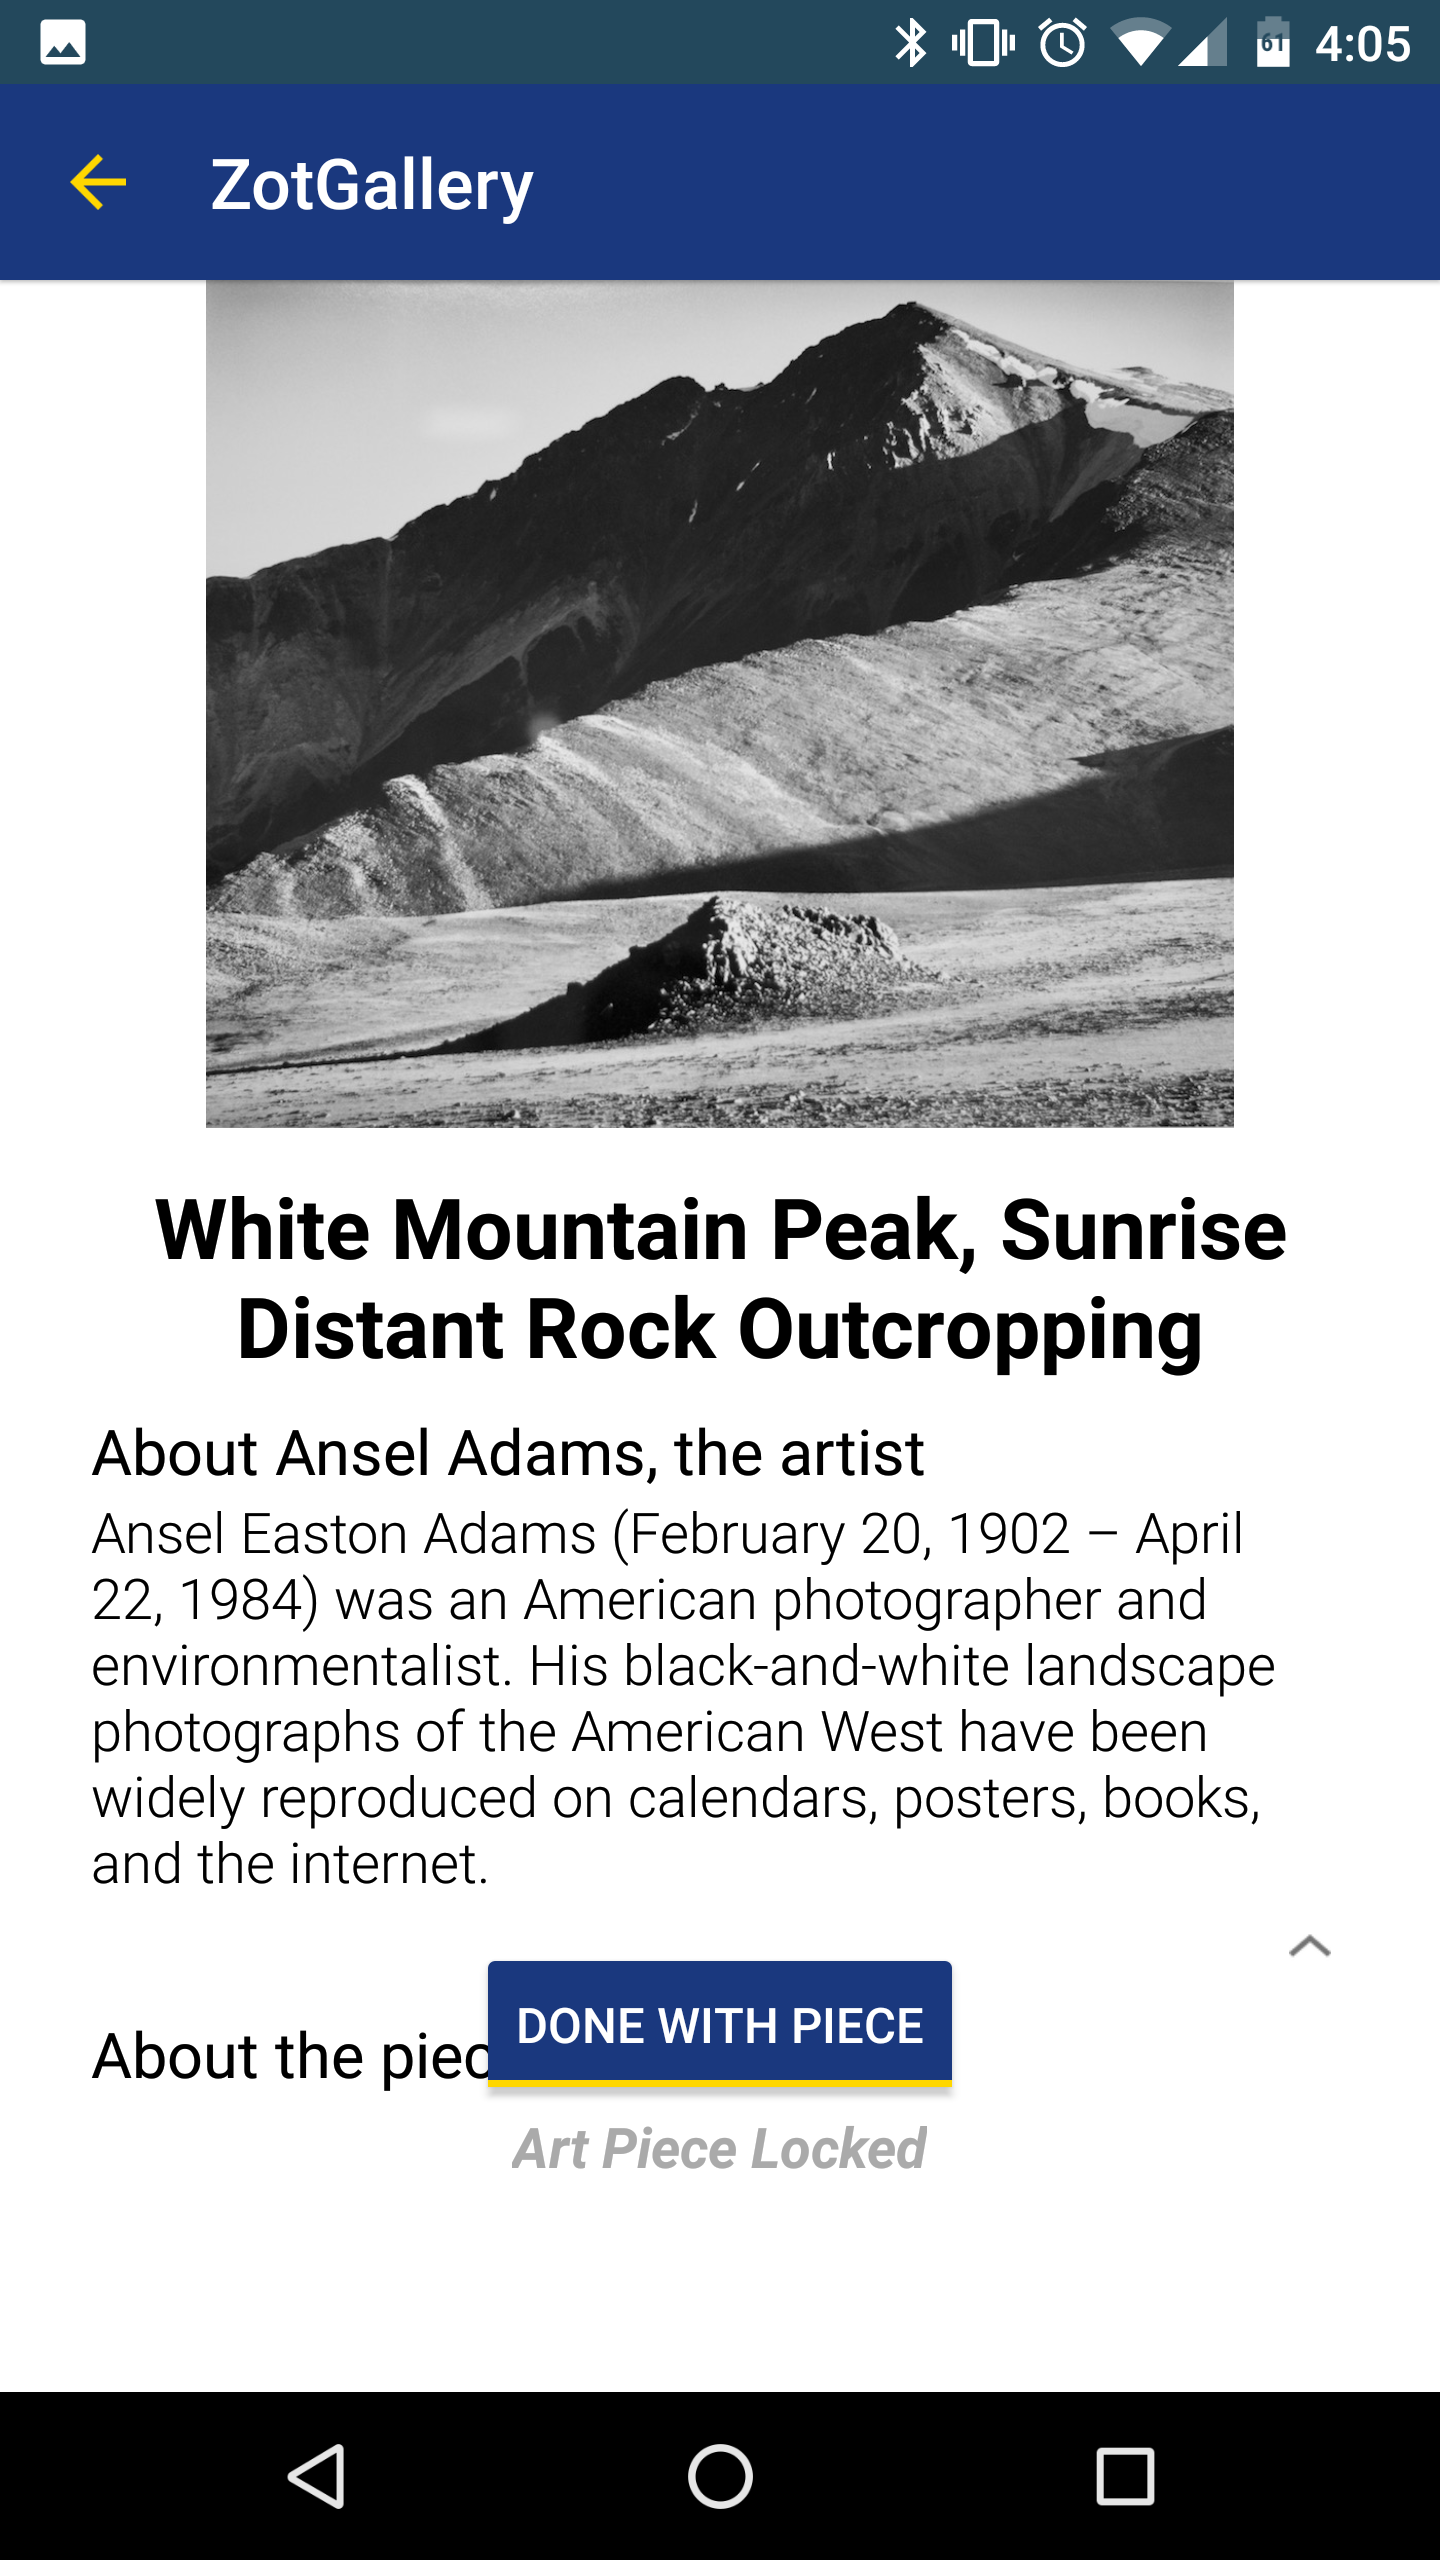 61 4:05
ZotGallery
White Mountain Peak, Sunrise
Distant Rock Outcropping
About Ansel Adams, the artist
Ansel Easton Adams (February 20, 1902 – April
22, 1984) was an American photographer and
environmentalist. His black-and-white landscape
photographs of the American West have been
widely reproduced on calendars, posters, books,
and the internet.
DONE WITH PIECE
About the piec
Art Piece Locked